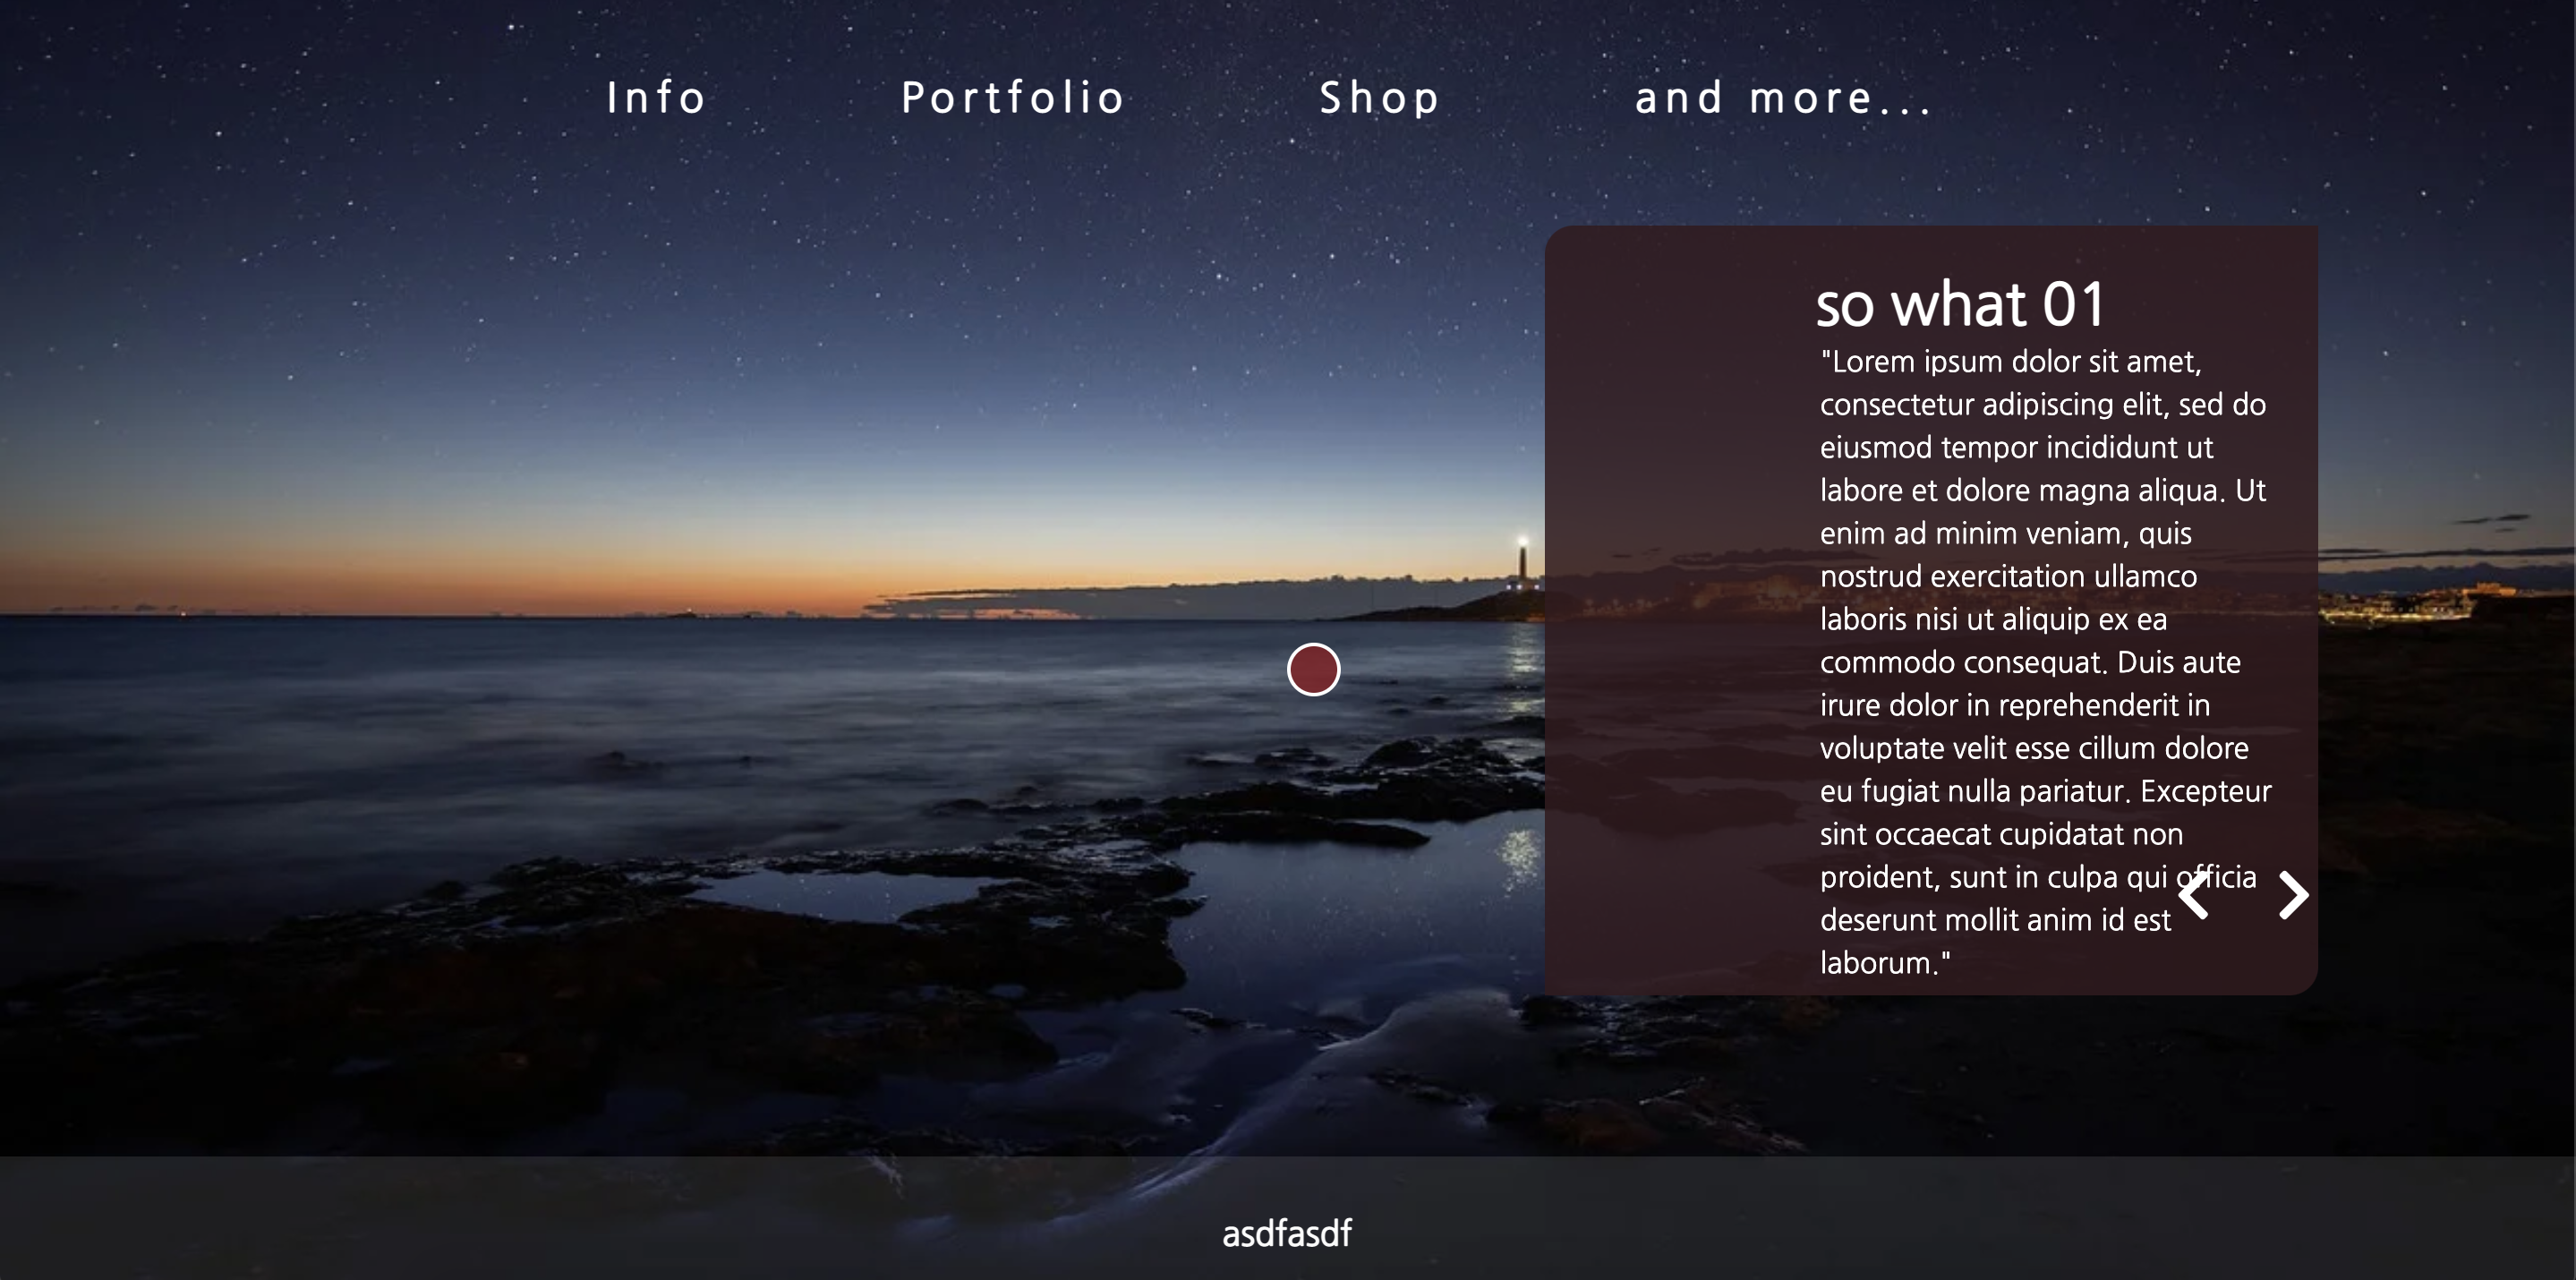 Info Portfolio Shop and more...
so what 01
"Lorem ipsum dolor sit amet,
consectetur adipiscing elit, sed do
eiusmod tempor incididunt ut
labore et dolore magna aliqua. Ut
enim ad minim veniam, quis
nostrud exercitation ullamco
laboris nisi ut aliquip ex ea
commodo consequat. Duis aute
irure dolor in reprehenderit in
voluptate velit esse cillum dolore
eu fugiat nulla pariatur. Excepteur
sint occaecat cupidatat non
proident, sunt in culpa qui officia
deserunt mollit anim id est
laborum."
asdfasdf